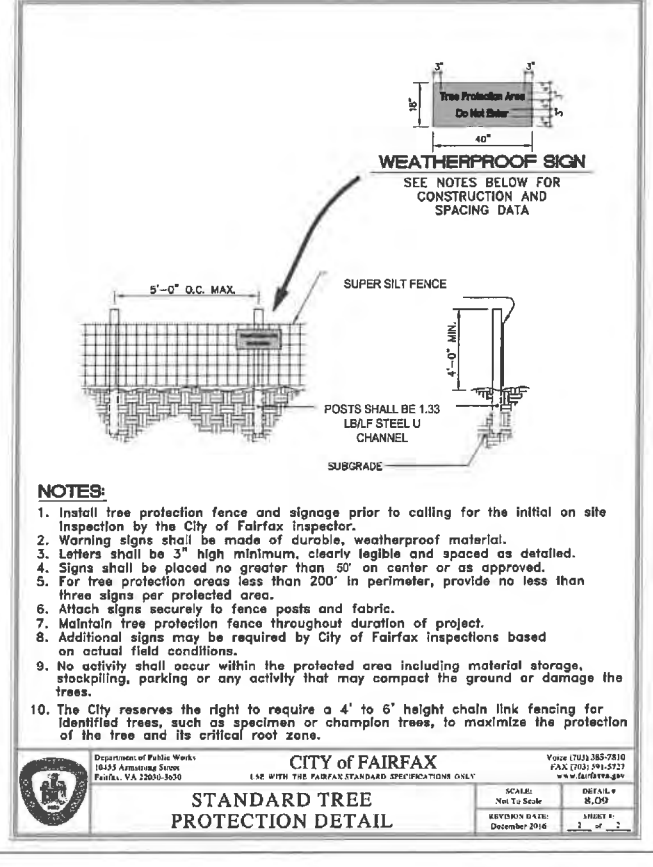 3" 3"
Tree Protection Area
Do Not Enter
18"
40"
WEATHERPROOF SIGN
SEE NOTES BELOW FOR
CONSTRUCTION AND
SPACING DATA
5'-0" O.C. MAX.
SUPER SILT FENCE
4'-0" MIN.
POSTS SHALL BE 1.33
LB/LF STEEL U
CHANNEL
SUBGRADE
NOTES:
1. Install tree protection fence and signage prior to calling for the initial on site
inspection by the City of Fairfax inspector.
2. Warning signs shall be made of durable, weatherproof material.
3. Letters shall be 3" high minimum, clearly legible and spaced as detailed.
4. Signs shall be placed no greater than 50' on center or as approved.
5. For tree protection areas less than 200' in perimeter, provide no less than
three signs per protected area.
6. Attach signs securely to fence posts and fabric.
7. Maintain tree protection fence throughout duration of project.
8. Additional signs may be required by City of Fairfax inspections based
on actual field conditions.
9. No activity shall occur within the protected area including material storage,
stockpiling, parking or any activity that may compact the ground or damage the
trees.
10. The City reserves the right to require a 4' to 6' height chain link fencing for
identified trees, such as specimen or champion trees, to maximize the protection
of the tree and its critical root zone.
Department of Public Works
10455 Armstrong Street
Fairfax, VA 22030-3630
CITY of FAIRFAX
USE WITH THE FAIRFAX STANDARD SPECIFICATIONS ONLY
Voice (703) 385-7810
FAX (703) 591-5727
www.fairfaxva.gov
STANDARD TREE
PROTECTION DETAIL
SCALE:
Not To Scale
DETAIL #
8.09
REVISION DATE:
December 2016
SHEET #:
of 2